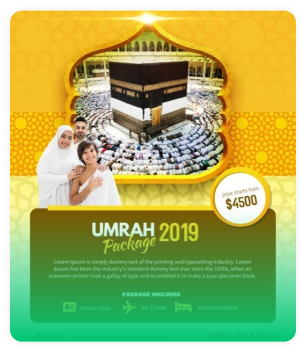 once starts from
$4500
UMRAH 2019
Package
Lorem Ipsum is simply dummy text of the printing and typesetting industry. Lorem
Ipsum has been the industry's standard dummy text ever since the 1500s, when an
unknown printer took a galley of type and scrambled it to make a type specimen book.
PACKAGE INCLUDES
Umrah Visa Air Ticket Accomodation